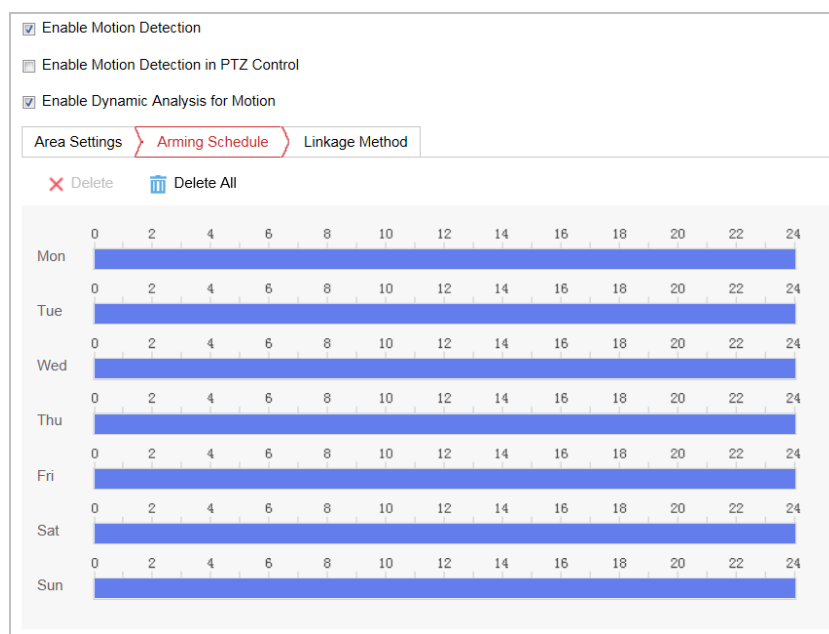 Enable Motion Detection
Enable Motion Detection in PTZ Control
Enable Dynamic Analysis for Motion
Area Settings Arming Schedule Linkage Method
Delete Delete All
0 2 4 6 8 10 12 14 16 18 20 22 24
Mon
0 2 4 6 8 10 12 14 16 18 20 22 24
Tue
0 2 4 6 8 10 12 14 16 18 20 22 24
Wed
0 2 4 6 8 10 12 14 16 18 20 22 24
Thu
0 2 4 6 8 10 12 14 16 18 20 22 24
Fri
0 2 4 6 8 10 12 14 16 18 20 22 24
Sat
0 2 4 6 8 10 12 14 16 18 20 22 24
Sun